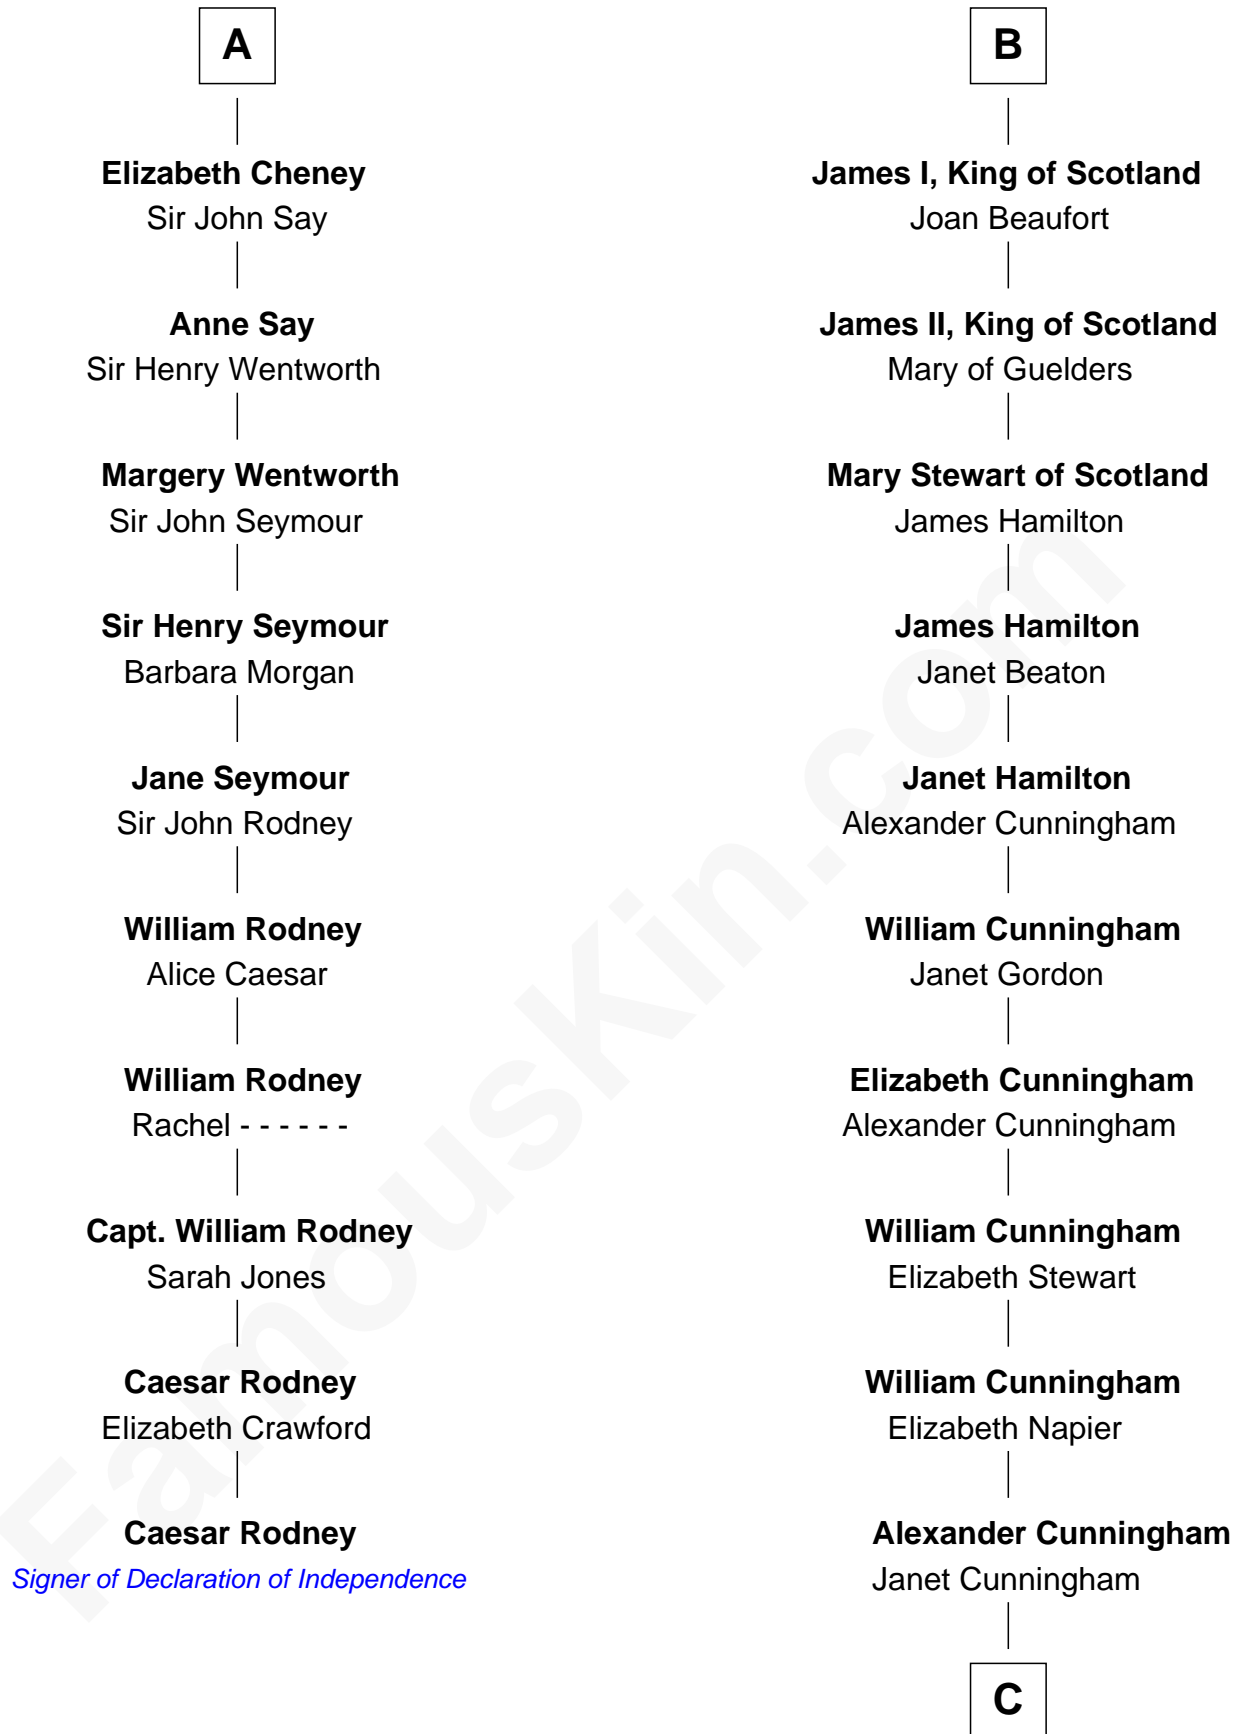 A
Elizabeth Cheney
Sir John Say
Anne Say
Sir Henry Wentworth
Margery Wentworth
Sir John Seymour
Sir Henry Seymour
Barbara Morgan
Jane Seymour
Sir John Rodney
William Rodney
Alice Caesar
William Rodney
Rachel - - - - - -
Capt. William Rodney
Sarah Jones
Caesar Rodney
Elizabeth Crawford
Caesar Rodney
Signer of Declaration of Independence
B
James I, King of Scotland
Joan Beaufort
James II, King of Scotland
Mary of Guelders
Mary Stewart of Scotland
James Hamilton
James Hamilton
Janet Beaton
Janet Hamilton
Alexander Cunningham
William Cunningham
Janet Gordon
Elizabeth Cunningham
Alexander Cunningham
William Cunningham
Elizabeth Stewart
William Cunningham
Elizabeth Napier
Alexander Cunningham
Janet Cunningham
C
FamousKin.com